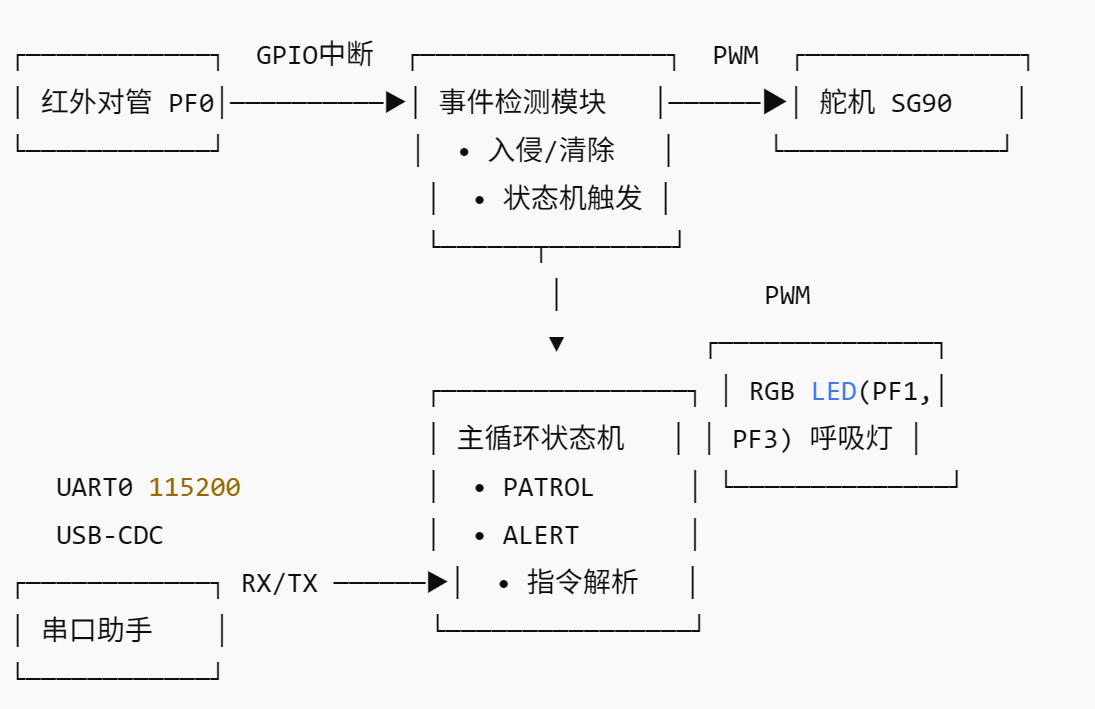 GPIO中断 PWM
红外对管 PF0 事件检测模块 舵机 SG90
• 入侵/清除
• 状态机触发
PWM
RGB LED(PF1,
主循环状态机 PF3) 呼吸灯
UART0 115200 • PATROL
USB-CDC • ALERT
RX/TX • 指令解析
串口助手